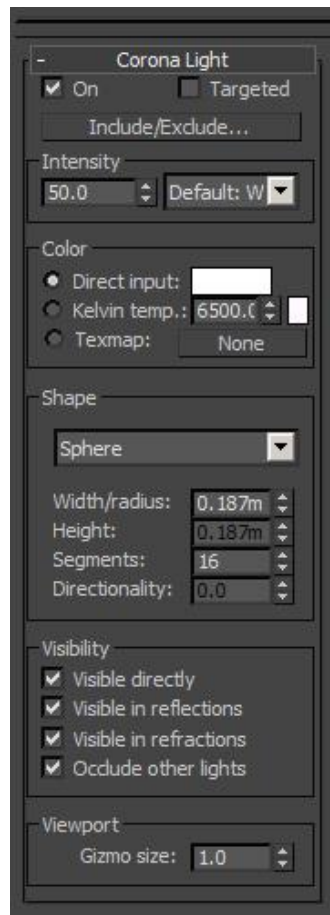 - Corona Light
On Targeted
Include/Exclude...
Intensity
50.0 Default: W
Color
Direct input:
Kelvin temp.: 6500.0
Texmap: None
Shape
Sphere
Width/radius: 0.187m
Height: 0.187m
Segments: 16
Directionality: 0.0
Visibility
Visible directly
Visible in reflections
Visible in refractions
Occlude other lights
Viewport
Gizmo size: 1.0